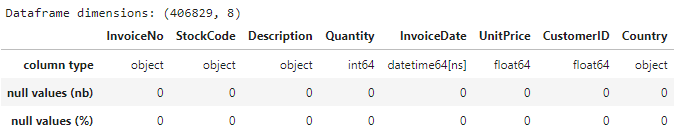 Dataframe dimensions: (406829, 8)
InvoiceNo StockCode Description Quantity InvoiceDate UnitPrice CustomerID Country
column type object object object int64 datetime64[ns] float64 float64 object
null values (nb) 0 0 0 0 0 0 0 0
null values (%) 0 0 0 0 0 0 0 0